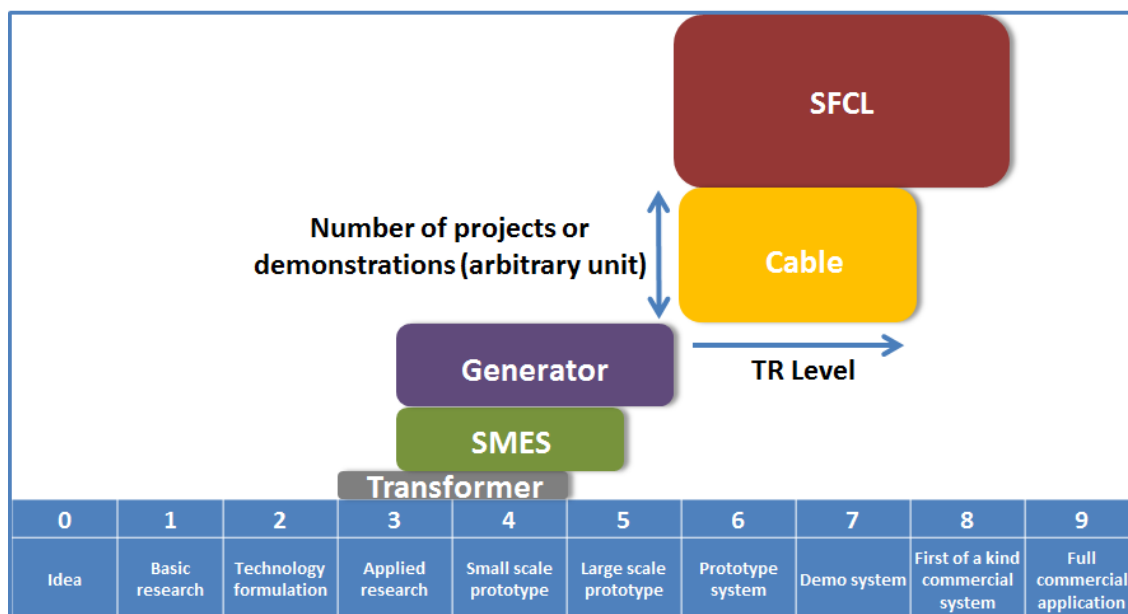 SFCL
Number of projects or
demonstrations (arbitrary unit)
Cable
TR Level
Generator
SMES
Transformer
0 1 2 3 4 5 6 7 8 9
Idea
Basic
research
Technology
formulation
Applied
research
Small scale
prototype
Large scale
prototype
Prototype
system
Demo system
First of a kind
commercial
system
Full
commercial
application